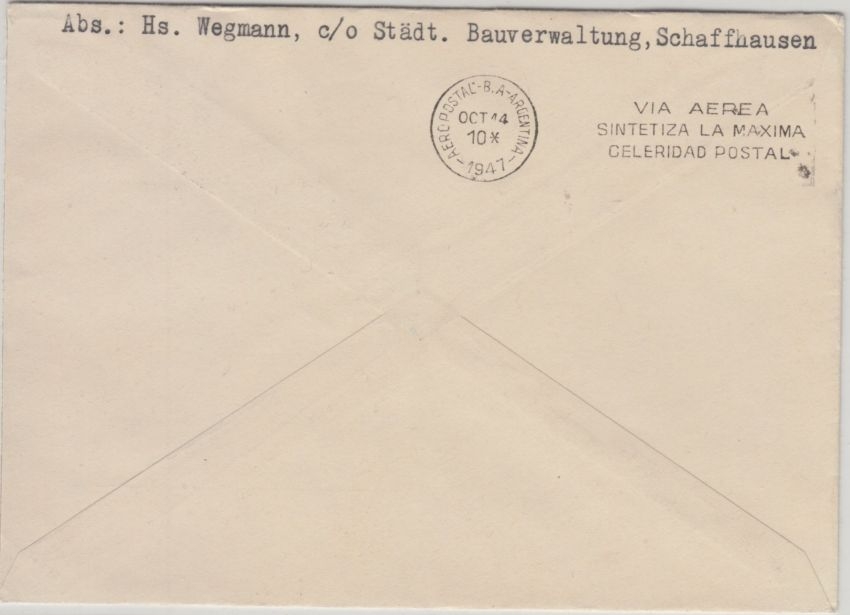 Abs.: Hs. Wegmann, c/o Städt. Bauverwaltung,Schaffhausen
AEROPOSTAL-B.A-ARGENTINA
OCT 14
10*
1947
VIA AEREA
SINTETIZA LA MAXIMA
CELERIDAD POSTAL